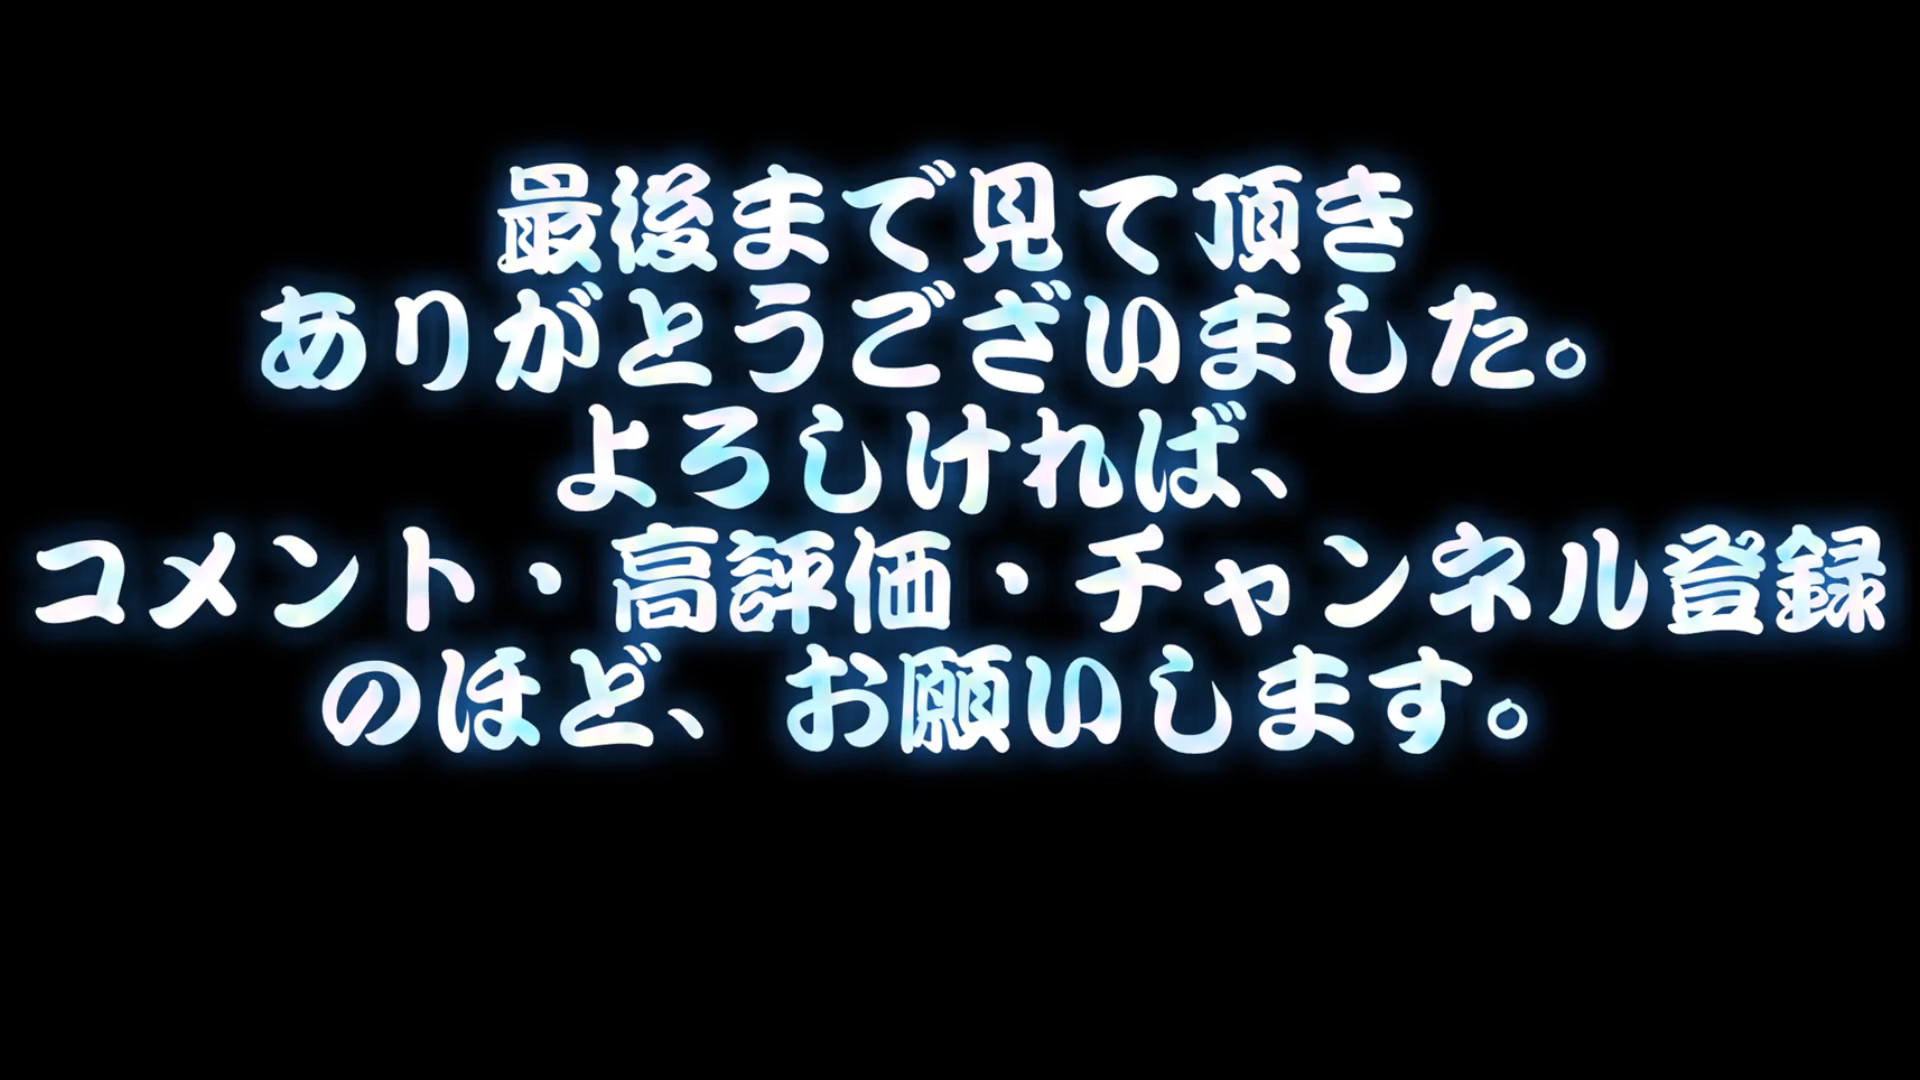 最後まで見て頂き
ありがとうございました。
よろしければ、
コメント・高評価・チャンネル登録
のほど、お願いします。